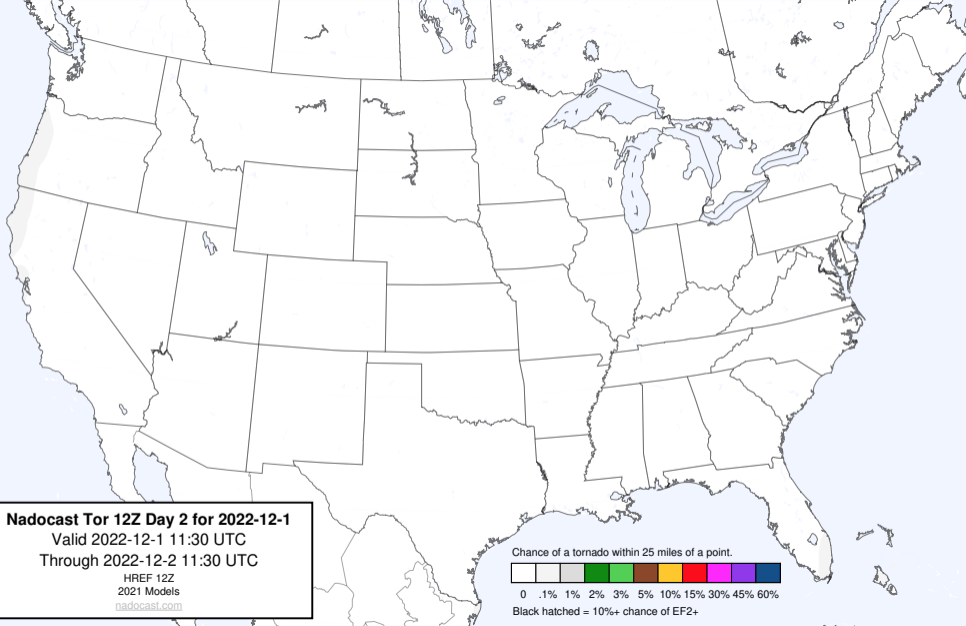 Nadocast Tor 12Z Day 2 for 2022-12-1
Valid 2022-12-1 11:30 UTC
Through 2022-12-2 11:30 UTC
HREF 12Z
2021 Models
nadocast.com
Chance of a tornado within 25 miles of a point.
0 .1% 1% 2% 3% 5% 10% 15% 30% 45% 60%
Black hatched = 10%+ chance of EF2+